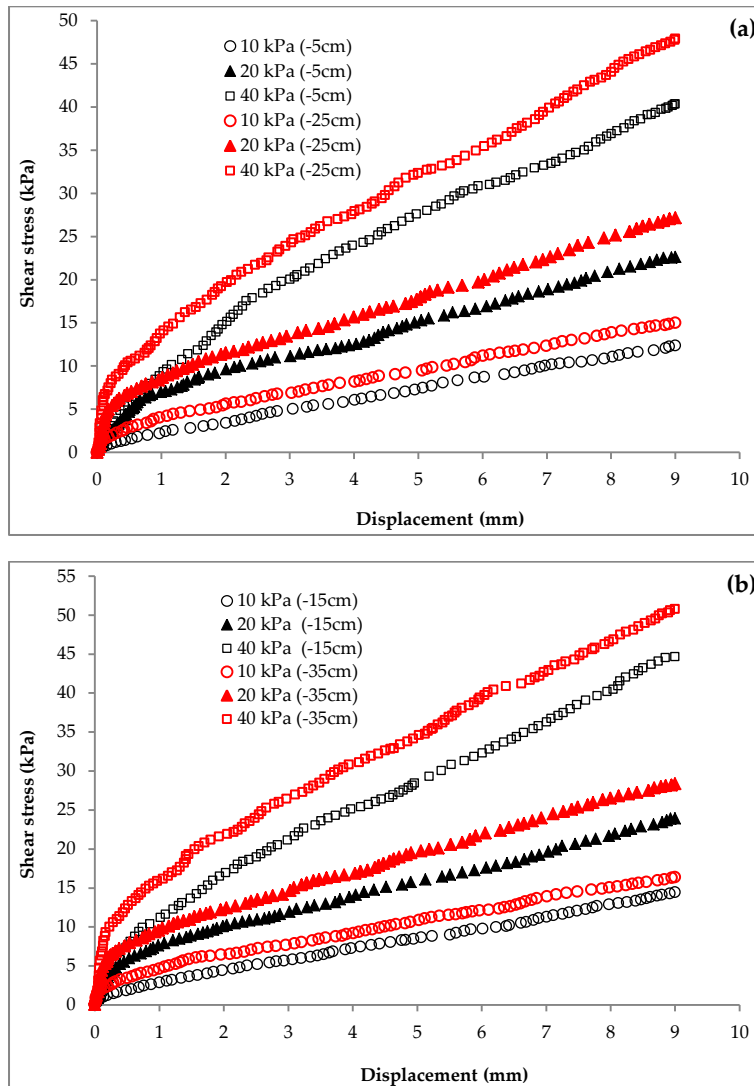 (a)
50
45
40
35
30
25
20
15
10
5
0
Shear stress (kPa)
10 kPa (-5cm)
20 kPa (-5cm)
40 kPa (-5cm)
10 kPa (-25cm)
20 kPa (-25cm)
40 kPa (-25cm)
0 1 2 3 4 5 6 7 8 9 10
Displacement (mm)
(b)
55
50
45
40
35
30
25
20
15
10
5
0
Shear stress (kPa)
10 kPa (-15cm)
20 kPa (-15cm)
40 kPa (-15cm)
10 kPa (-35cm)
20 kPa (-35cm)
40 kPa (-35cm)
0 1 2 3 4 5 6 7 8 9 10
Displacement (mm)